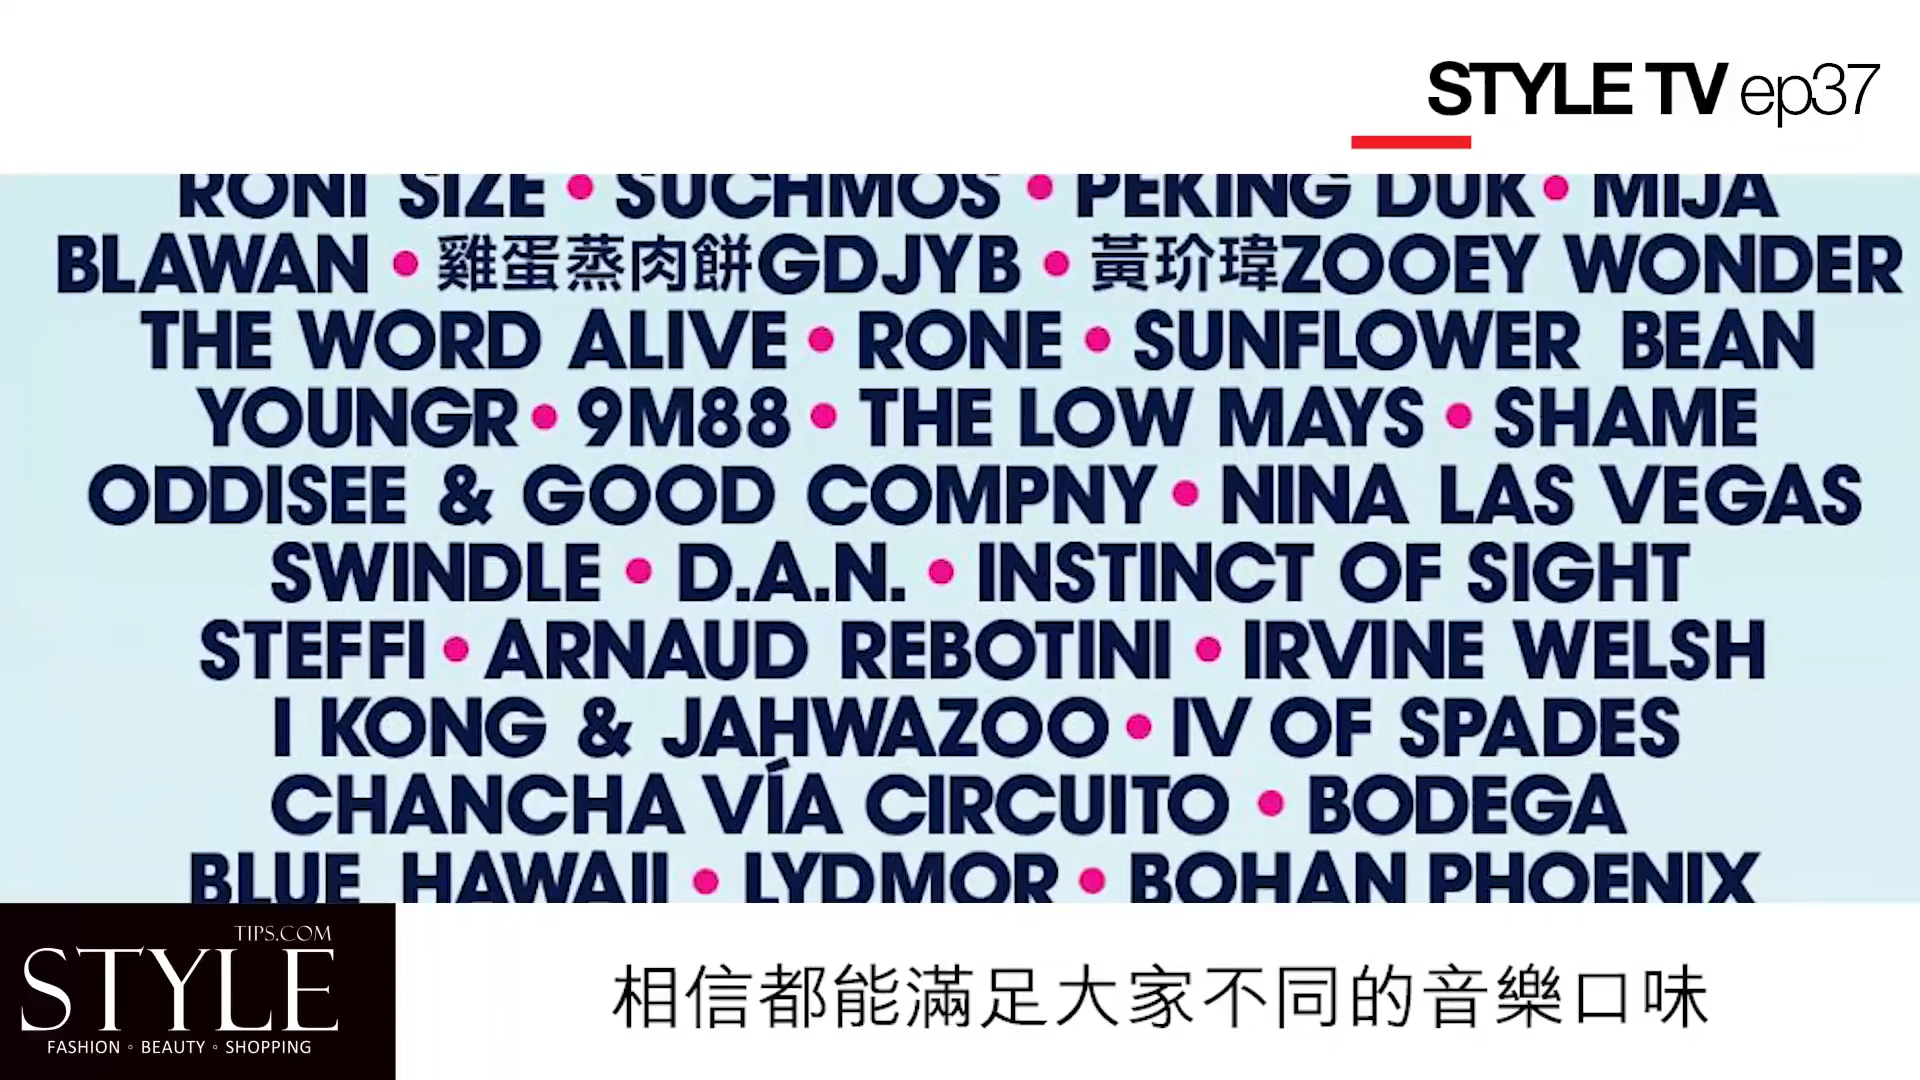 STYLE TV ep37
RONI SIZE • SUCHMOS • PEKING DUK • MIJA
BLAWAN • 雞蛋蒸肉餅GDJYB • 黃玠瑋ZOOEY WONDER
THE WORD ALIVE • RONE • SUNFLOWER BEAN
YOUNGR • 9M88 • THE LOW MAYS • SHAME
ODDISEE & GOOD COMPNY • NINA LAS VEGAS
SWINDLE • D.A.N. • INSTINCT OF SIGHT
STEFFI • ARNAUD REBOTINI • IRVINE WELSH
I KONG & JAHWAZOO • IV OF SPADES
CHANCHA VÍA CIRCUITO • BODEGA
BLUE HAWAII • LYDMOR • BOHAN PHOENIX
TIPS.COM
STYLE
FASHION ◦ BEAUTY ◦ SHOPPING
相信都能滿足大家不同的音樂口味